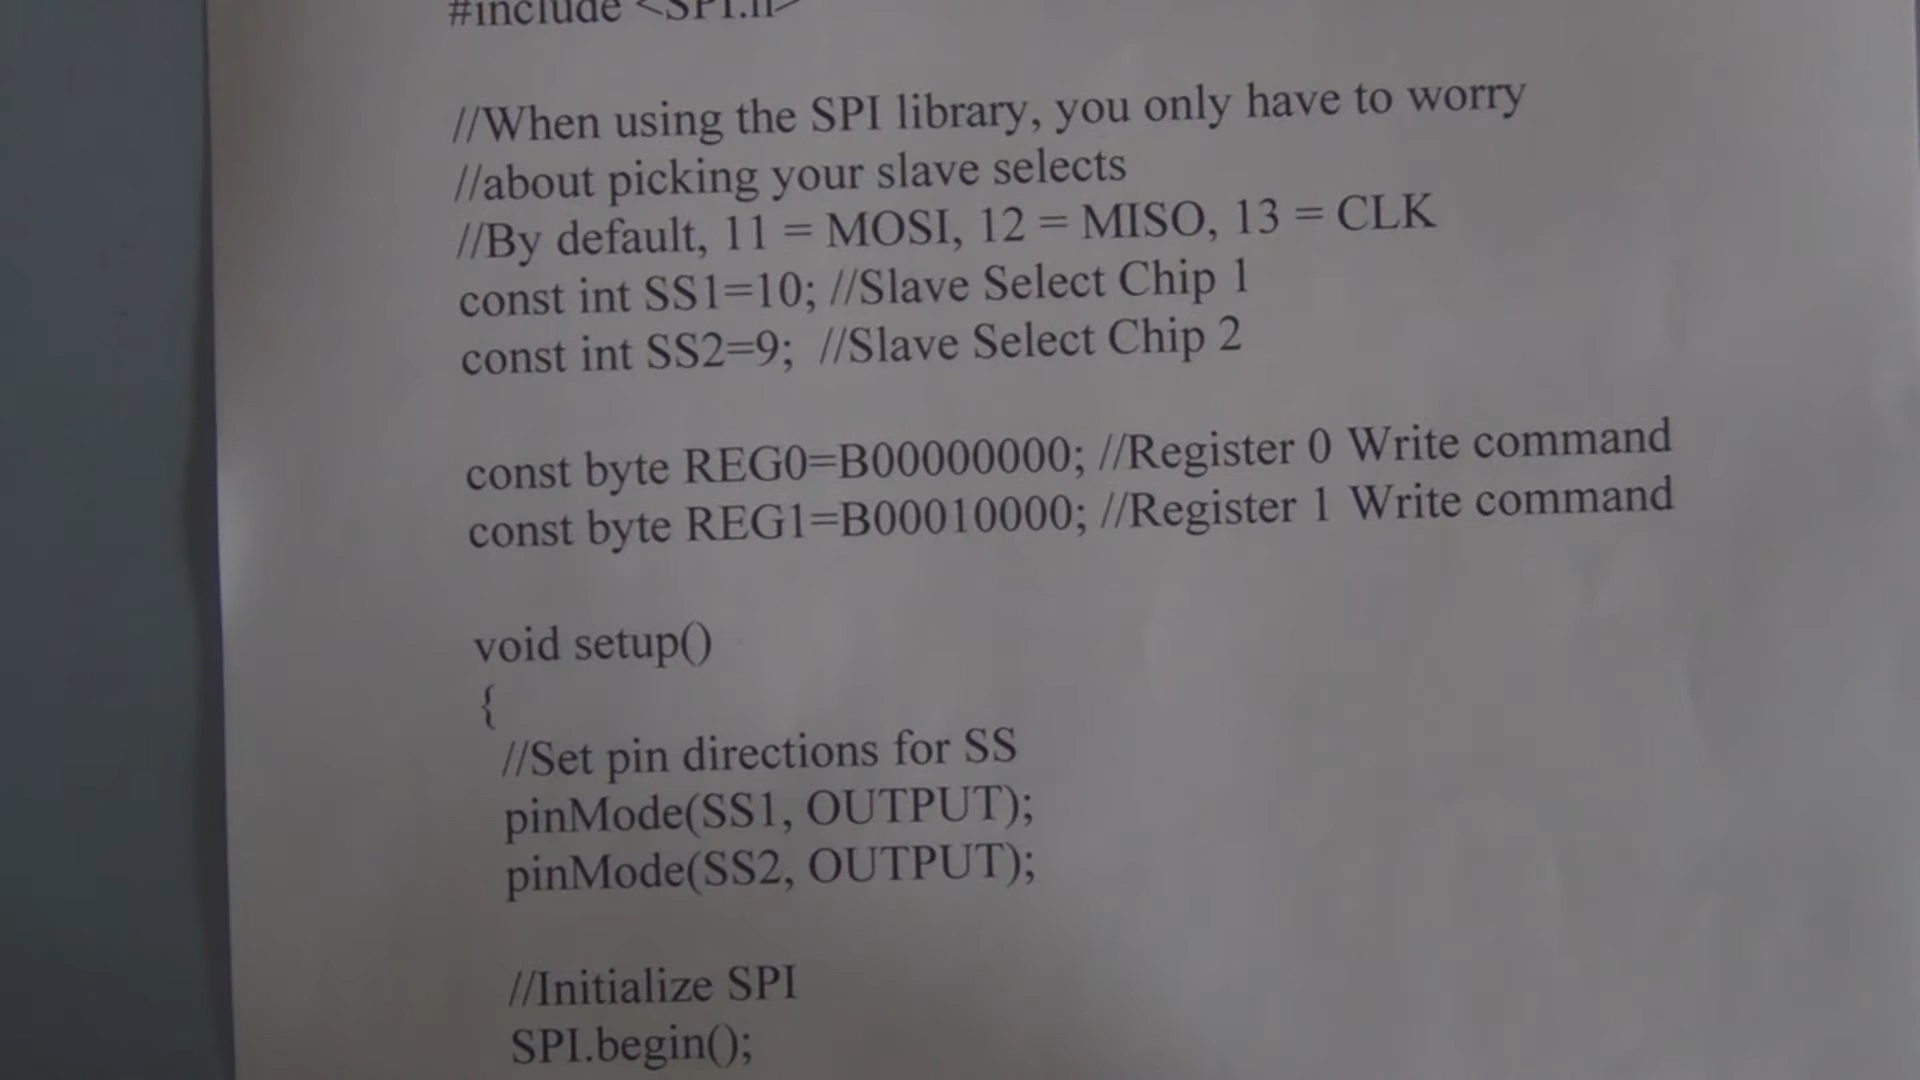 #include <SPI.h>
//When using the SPI library, you only have to worry
//about picking your slave selects
//By default, 11 = MOSI, 12 = MISO, 13 = CLK
const int SS1=10; //Slave Select Chip 1
const int SS2=9;  //Slave Select Chip 2
const byte REG0=B00000000; //Register 0 Write command
const byte REG1=B00010000; //Register 1 Write command
void setup()
{
//Set pin directions for SS
pinMode(SS1, OUTPUT);
pinMode(SS2, OUTPUT);
//Initialize SPI
SPI.begin();